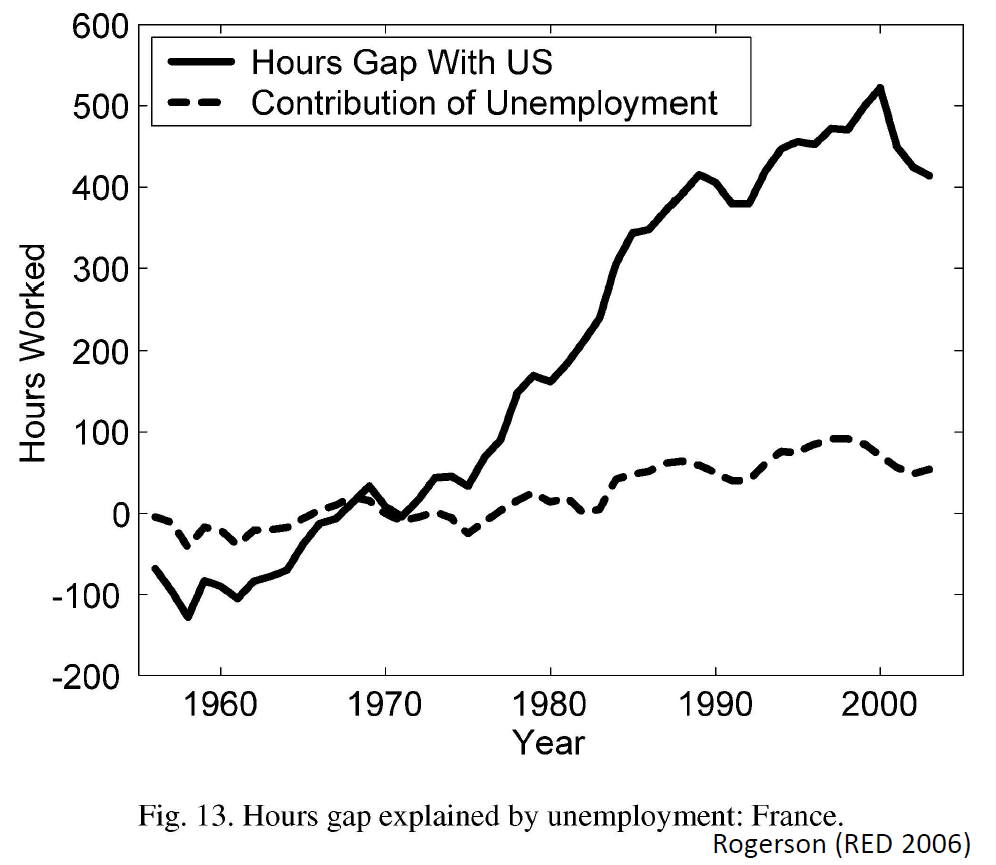 600
500
400
300
200
100
0
-100
-200
Hours Worked
Hours Gap With US
Contribution of Unemployment
1960 1970 1980 1990 2000
Year
Fig. 13. Hours gap explained by unemployment: France.
Rogerson (RED 2006)